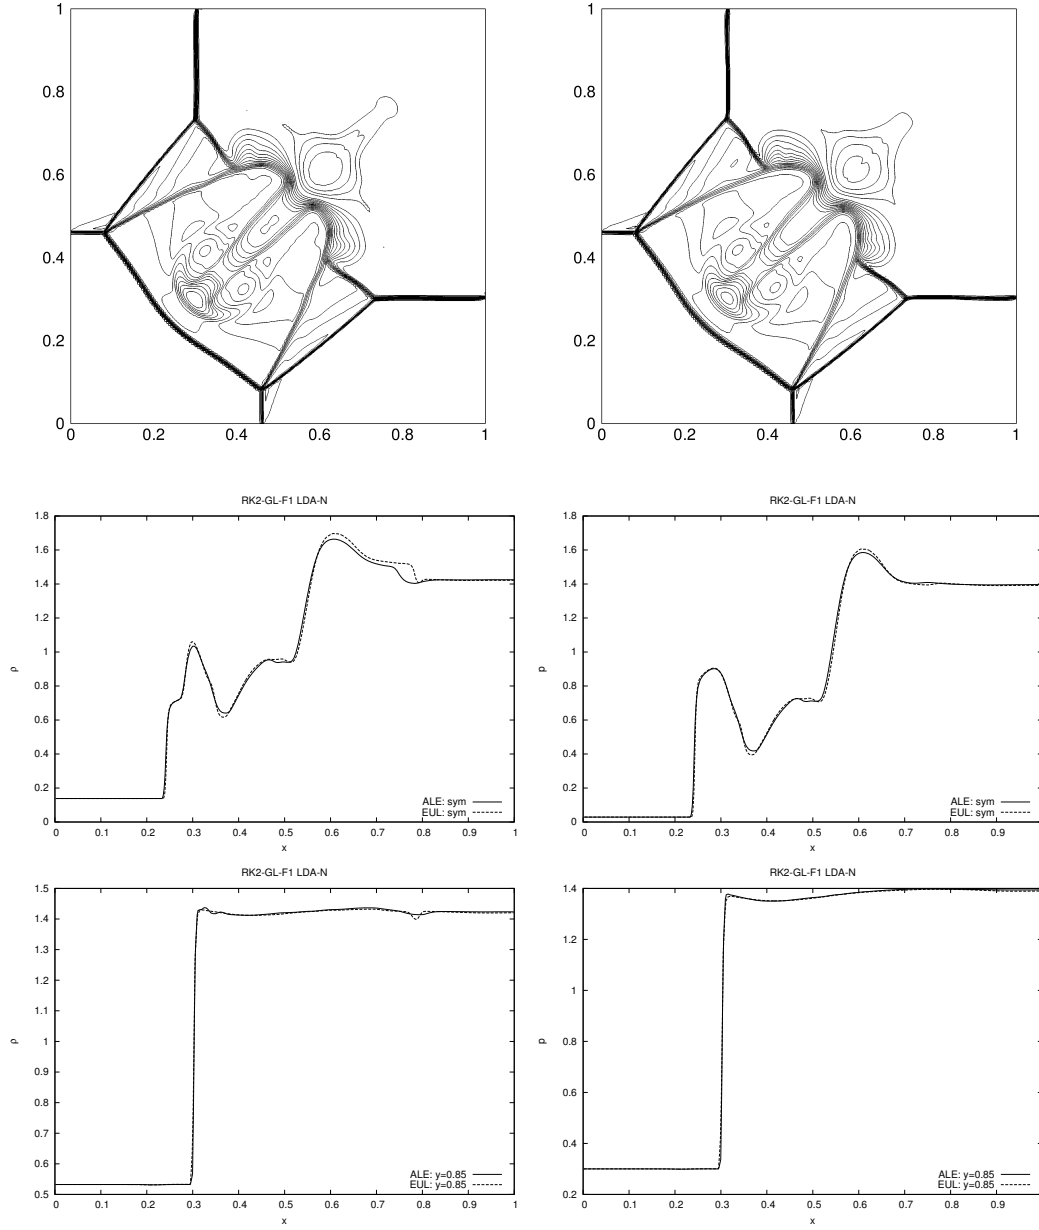 1
0.8
0.6
0.4
0.2
0
0 0.2 0.4 0.6 0.8 1
1
0.8
0.6
0.4
0.2
0
0 0.2 0.4 0.6 0.8 1
RK2-GL-F1 LDA-N
1.8
1.6
1.4
1.2
1
0.8
0.6
0.4
0.2
0
ρ
0 0.1 0.2 0.3 0.4 0.5 0.6 0.7 0.8 0.9 1
x
ALE: sym
EUL: sym
RK2-GL-F1 LDA-N
1.8
1.6
1.4
1.2
1
0.8
0.6
0.4
0.2
0
p
0 0.1 0.2 0.3 0.4 0.5 0.6 0.7 0.8 0.9
x
ALE: sym
EUL: sym
RK2-GL-F1 LDA-N
1.5
1.4
1.3
1.2
1.1
1
0.9
0.8
0.7
0.6
0.5
ρ
0 0.1 0.2 0.3 0.4 0.5 0.6 0.7 0.8 0.9 1
x
ALE: y=0.85
EUL: y=0.85
RK2-GL-F1 LDA-N
1.4
1.2
1
0.8
0.6
0.4
0.2
p
0 0.1 0.2 0.3 0.4 0.5 0.6 0.7 0.8 0.9
x
ALE: y=0.85
EUL: y=0.85